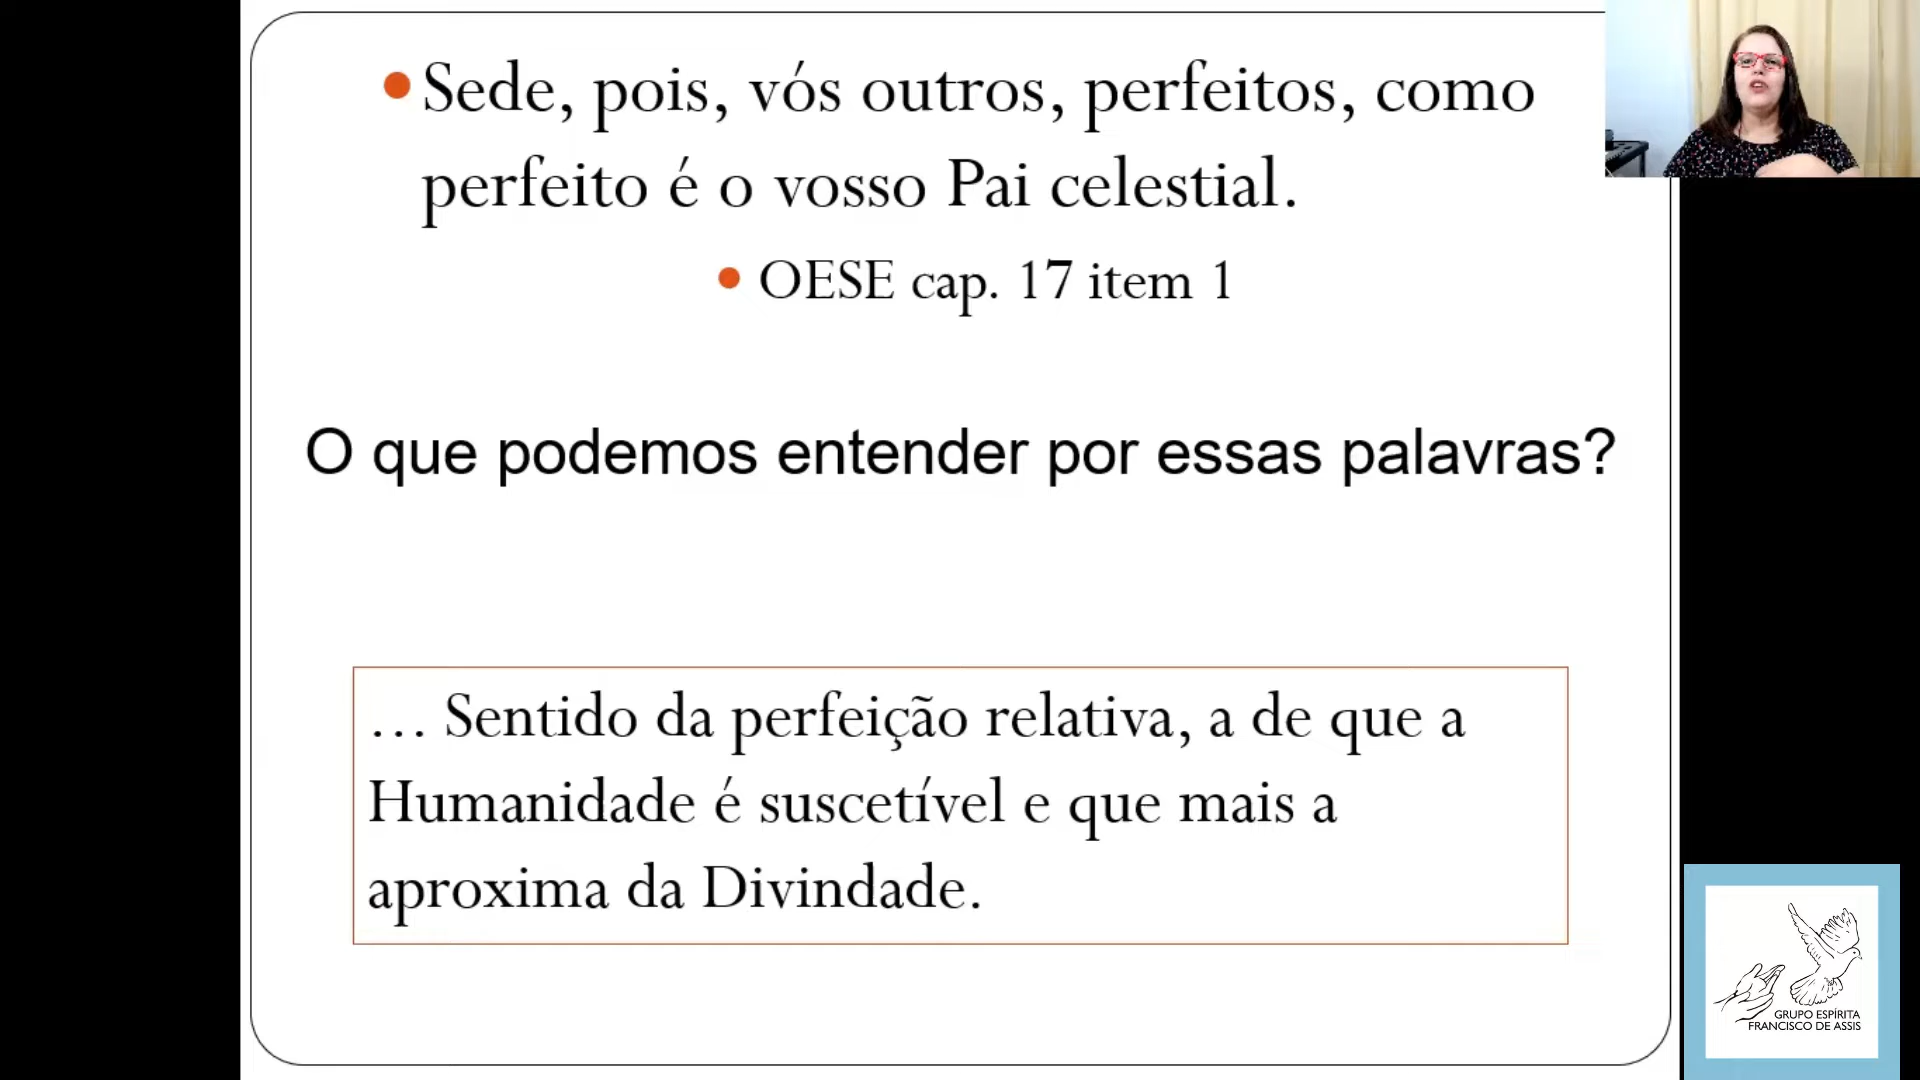 Sede, pois, vós outros, perfeitos, como
perfeito é o vosso Pai celestial.
OESE cap. 17 item 1
O que podemos entender por essas palavras?
... Sentido da perfeição relativa, a de que a
Humanidade é suscetível e que mais a
aproxima da Divindade.
GRUPO ESPÍRITA
FRANCISCO DE ASSIS